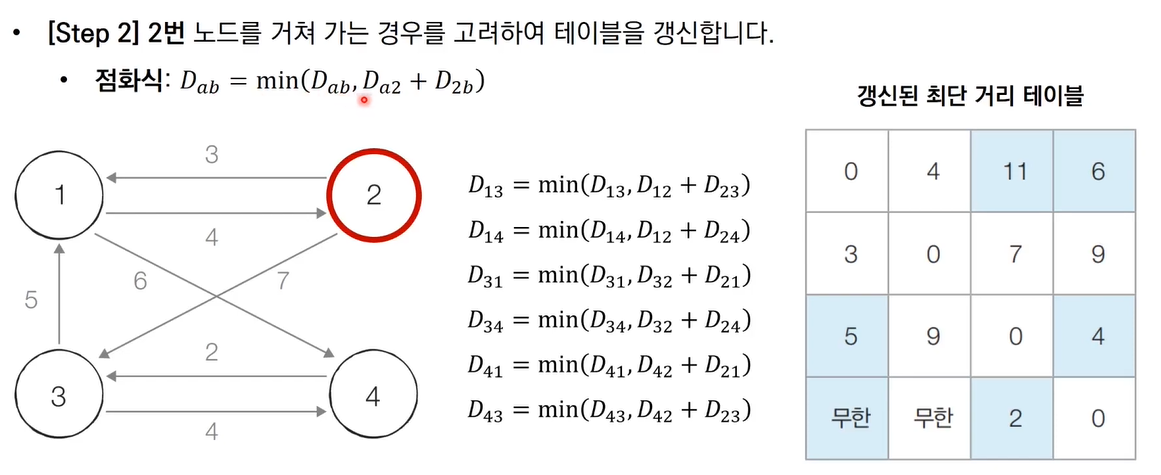 • [Step 2] 2번 노드를 거쳐 가는 경우를 고려하여 테이블을 갱신합니다.
• 점화식: D_{ab} = min(D_{ab}, D_{a2} + D_{2b})
갱신된 최단 거리 테이블
3
1
2
4
6
7
5
2
3
4
4
D_{13} = min(D_{13}, D_{12} + D_{23})
D_{14} = min(D_{14}, D_{12} + D_{24})
D_{31} = min(D_{31}, D_{32} + D_{21})
D_{34} = min(D_{34}, D_{32} + D_{24})
D_{41} = min(D_{41}, D_{42} + D_{21})
D_{43} = min(D_{43}, D_{42} + D_{23})
0 4 11 6
3 0 7 9
5 9 0 4
무한 무한 2 0